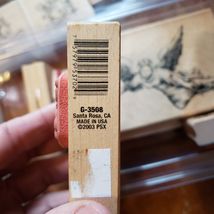 G-3508
Santa Rosa, CA
MADE IN USA
©2003 PSX